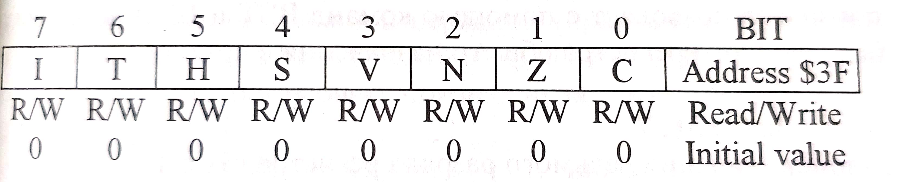 7 6 5 4 3 2 1 0 BIT
I T H S V N Z C Address $3F
R/W R/W R/W R/W R/W R/W R/W R/W Read/Write
0 0 0 0 0 0 0 0 Initial value